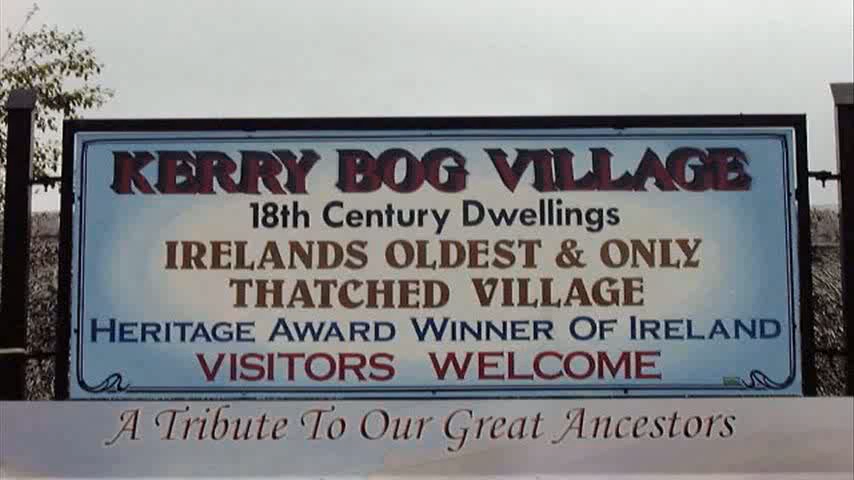 KERRY BOG VILLAGE
18th Century Dwellings
IRELANDS OLDEST & ONLY
THATCHED VILLAGE
HERITAGE AWARD WINNER OF IRELAND
VISITORS WELCOME
A Tribute To Our Great Ancestors